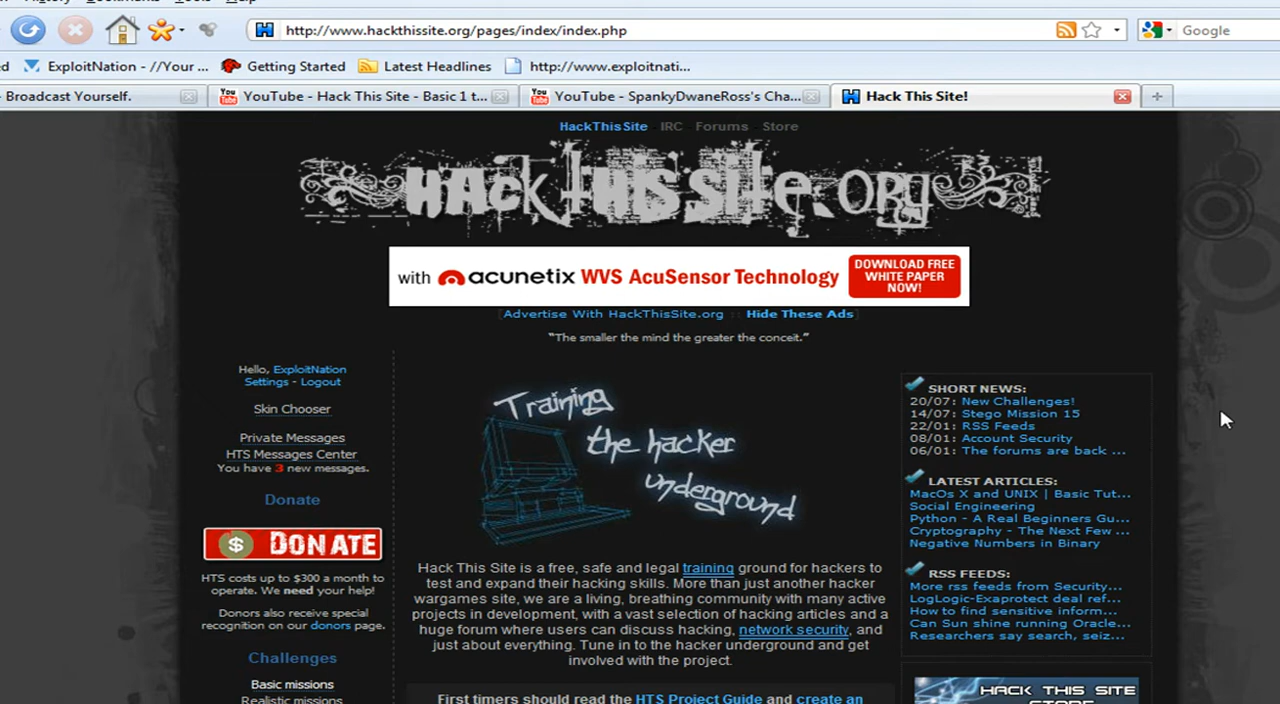 History Bookmarks Tools Help
http://www.hackthissite.org/pages/index/index.php
Google
ExploitNation - //Your ... Getting Started Latest Headlines http://www.exploitnati...
- Broadcast Yourself. YouTube - Hack This Site - Basic 1 t... YouTube - SpankyDwaneRoss's Cha... Hack This Site!
HackThisSite IRC Forums Store
HAck tHIS SiTe.ORg
with acunetix WVS AcuSensor Technology
DOWNLOAD FREE
WHITE PAPER
NOW!
[Advertise With HackThisSite.org :: Hide These Ads]
"The smaller the mind the greater the conceit."
Hello, ExploitNation
Settings - Logout
Skin Chooser
Private Messages
HTS Messages Center
You have 3 new messages.
Donate
$ DONATE
HTS costs up to $300 a month to
operate. We need your help!
Donors also receive special
recognition on our donors page.
Challenges
Basic missions
Realistic missions
Training
the hacker
underground
Hack This Site is a free, safe and legal training ground for hackers to
test and expand their hacking skills. More than just another hacker
wargames site, we are a living, breathing community with many active
projects in development, with a vast selection of hacking articles and a
huge forum where users can discuss hacking, network security, and
just about everything. Tune in to the hacker underground and get
involved with the project.
First timers should read the HTS Project Guide and create an
SHORT NEWS:
20/07: New Challenges!
14/07: Stego Mission 15
22/01: RSS Feeds
08/01: Account Security
06/01: The forums are back ...
LATEST ARTICLES:
MacOS X and UNIX | Basic Tut...
Social Engineering
Python - A Real Beginners Gu...
Cryptography - The Next Few ...
Negative Numbers in Binary
RSS FEEDS:
More rss feeds from Security...
LogLogic-Exaprotect deal ref...
How to find sensitive inform...
Can Sun shine running Oracle...
Researchers say search, seiz...
HACK THIS SITE
STORE